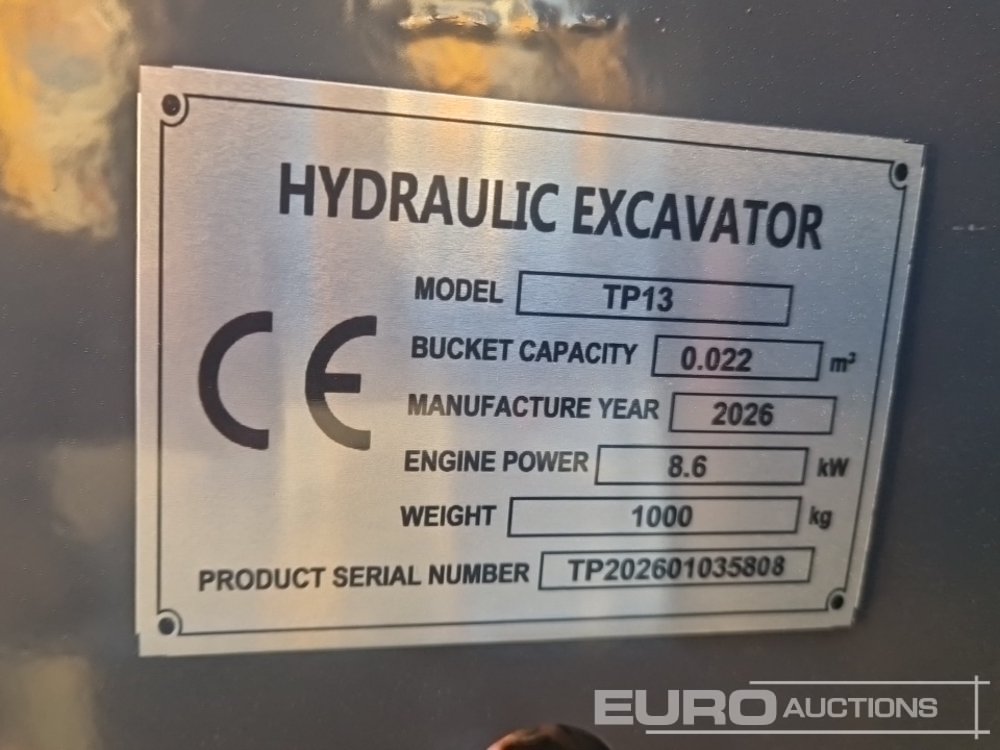 HYDRAULIC EXCAVATOR
CE
MODEL TP13
BUCKET CAPACITY 0.022 m³
MANUFACTURE YEAR 2026
ENGINE POWER 8.6 kW
WEIGHT 1000 kg
PRODUCT SERIAL NUMBER TP202601035808
EURO AUCTIONS